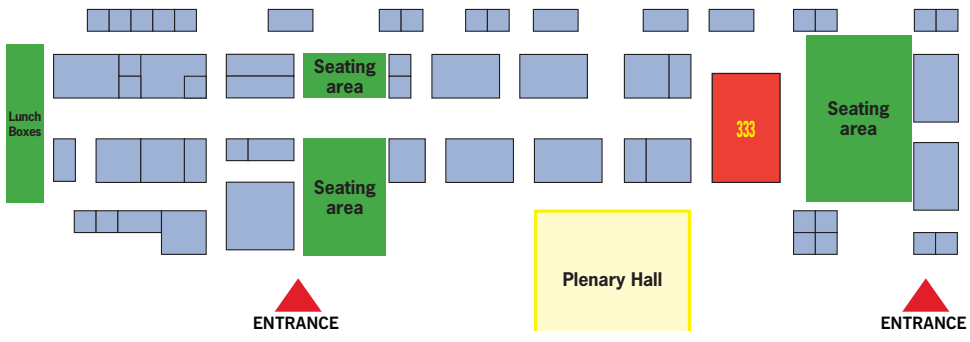 Seating
area
Lunch
Boxes
Seating
area
333
Seating
area
Plenary Hall
ENTRANCE
ENTRANCE